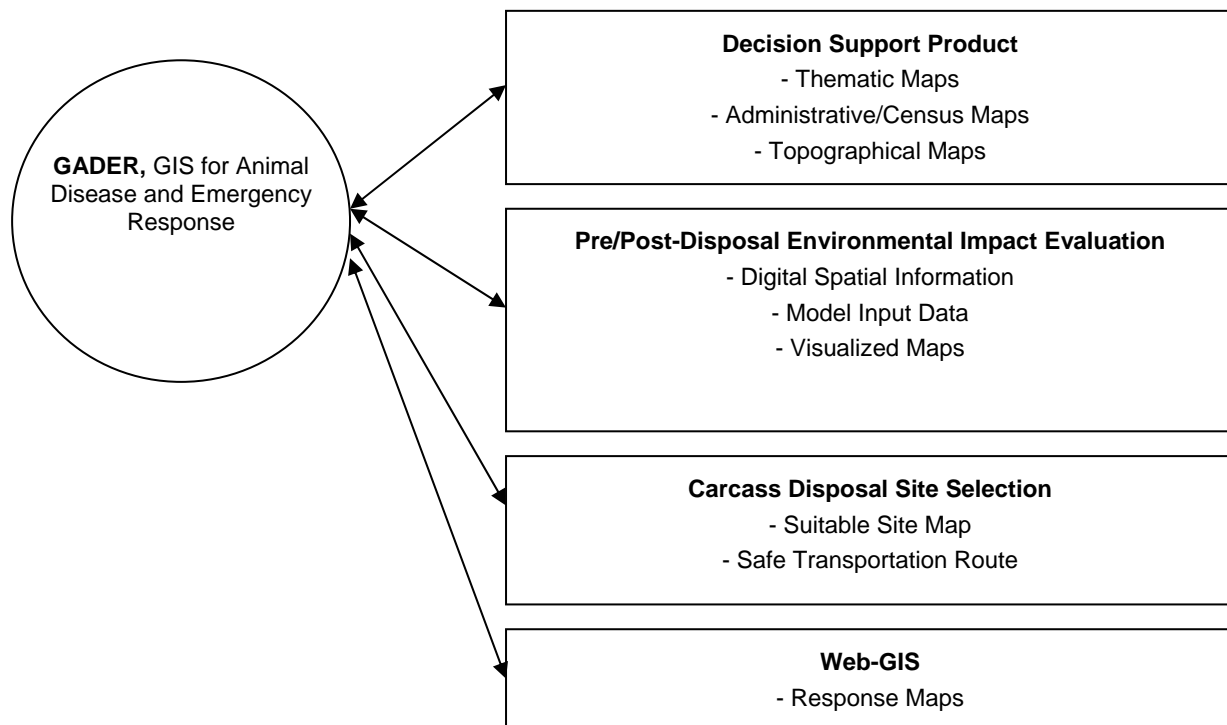 GADER, GIS for Animal
Disease and Emergency
Response
Decision Support Product
- Thematic Maps
- Administrative/Census Maps
- Topographical Maps
Pre/Post-Disposal Environmental Impact Evaluation
- Digital Spatial Information
- Model Input Data
- Visualized Maps
Carcass Disposal Site Selection
- Suitable Site Map
- Safe Transportation Route
Web-GIS
- Response Maps